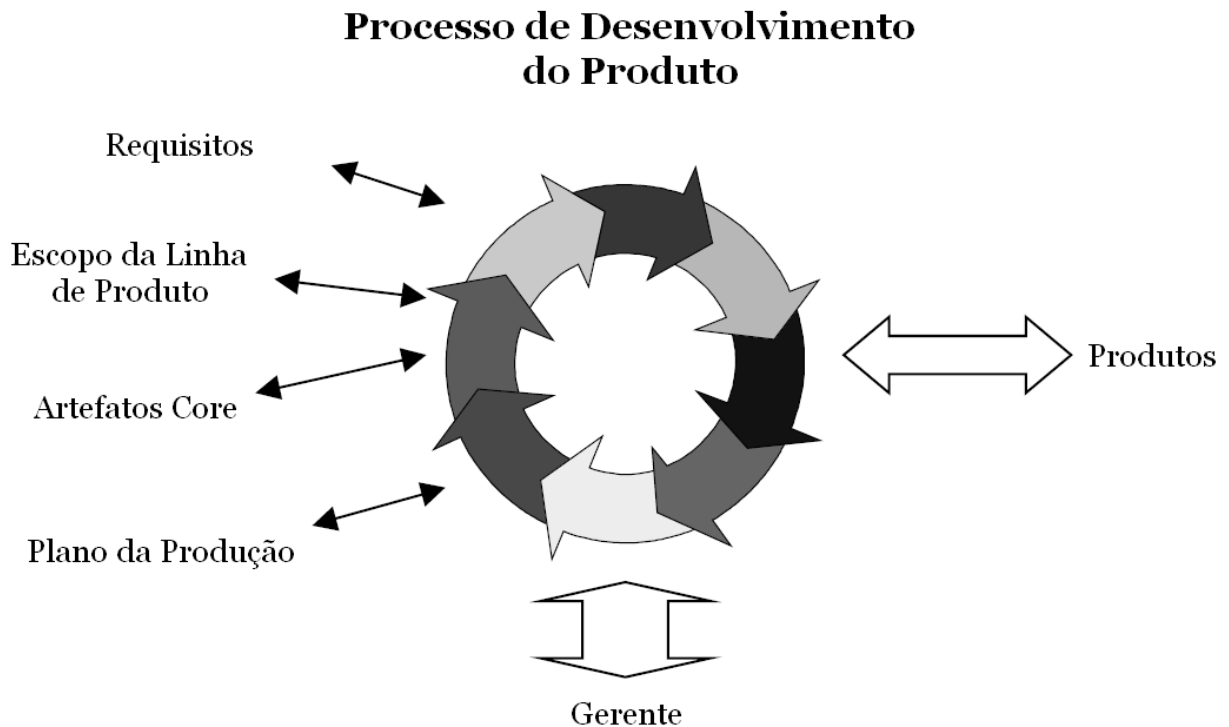 Processo de Desenvolvimento
do Produto
Requisitos
Escopo da Linha
de Produto
Artefatos Core
Plano da Produção
Produtos
Gerente